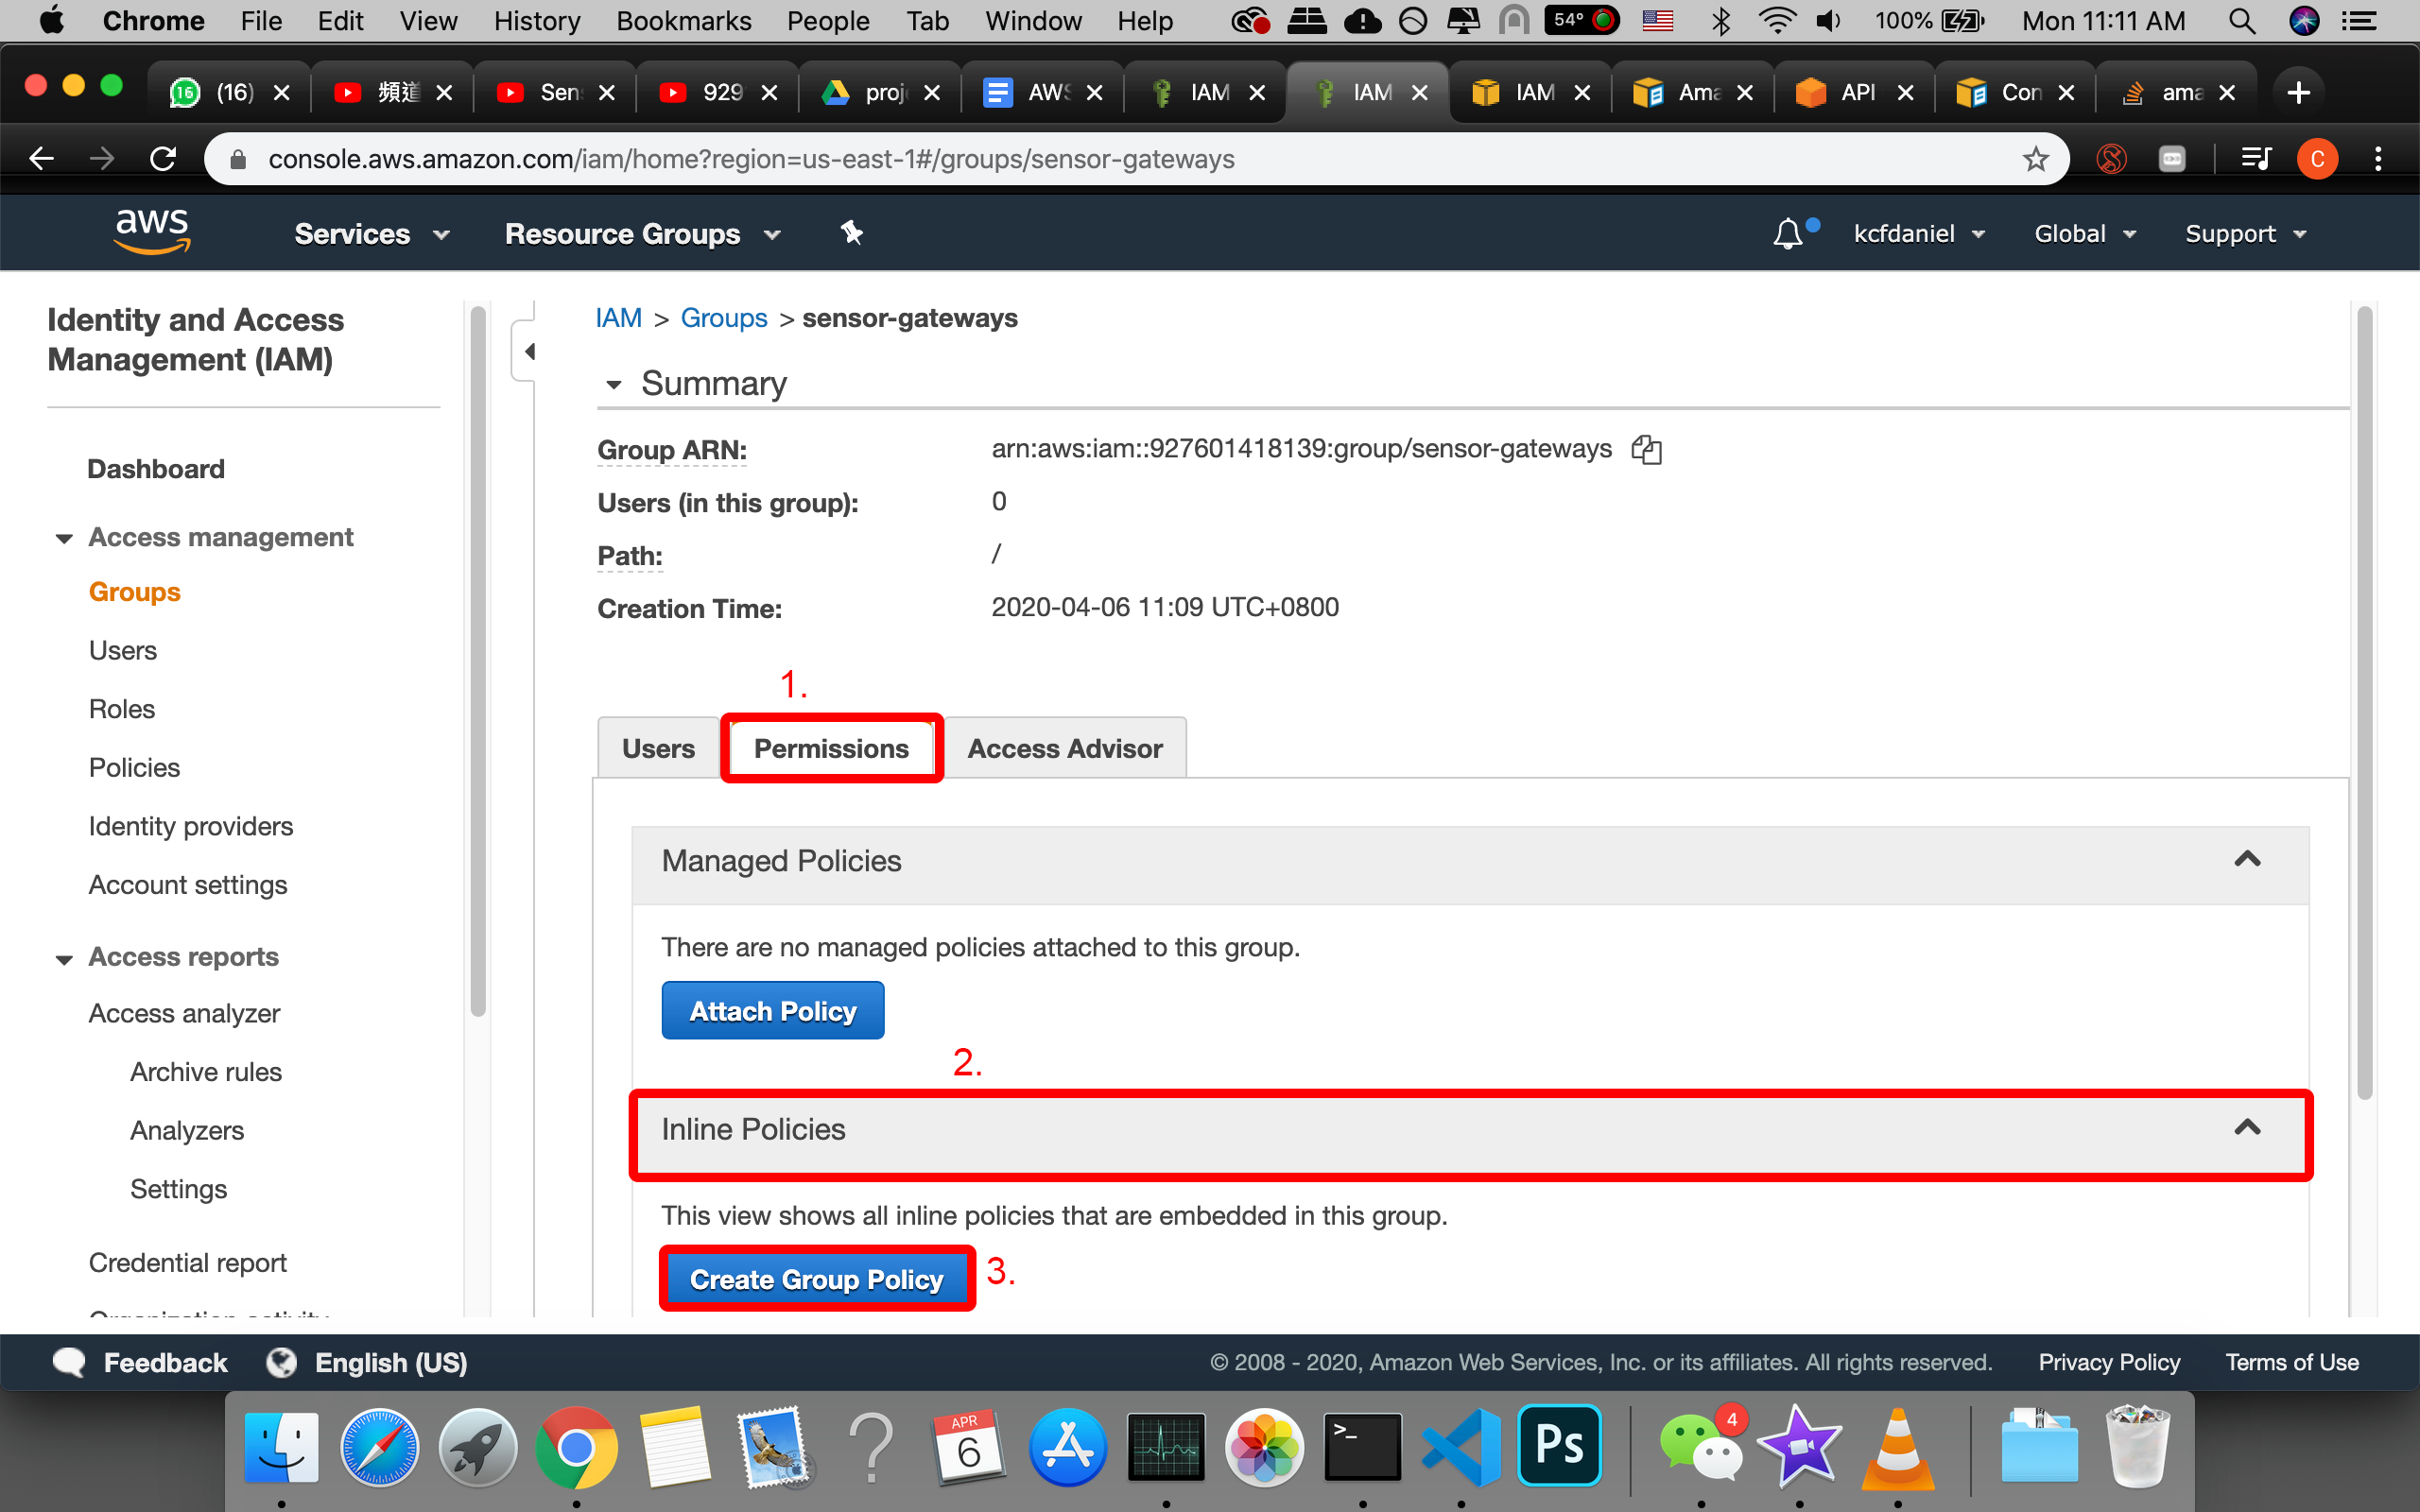 Chrome File Edit View History Bookmarks People Tab Window Help 54° 100% Mon 11:11 AM
16 (16) 頻道 Sen 929 proj AWS IAM IAM IAM Ama API Con ama
console.aws.amazon.com/iam/home?region=us-east-1#/groups/sensor-gateways C
aws Services Resource Groups kcfdaniel Global Support
Identity and Access
Management (IAM)
Dashboard
Access management
Groups
Users
Roles
Policies
Identity providers
Account settings
Access reports
Access analyzer
Archive rules
Analyzers
Settings
Credential report
Organization activity
IAM > Groups > sensor-gateways
Summary
Group ARN: arn:aws:iam::927601418139:group/sensor-gateways
Users (in this group): 0
Path: /
Creation Time: 2020-04-06 11:09 UTC+0800
1.
Users Permissions Access Advisor
Managed Policies
There are no managed policies attached to this group.
Attach Policy
2.
Inline Policies
This view shows all inline policies that are embedded in this group.
Create Group Policy 3.
Feedback English (US) © 2008 - 2020, Amazon Web Services, Inc. or its affiliates. All rights reserved. Privacy Policy Terms of Use
APR
6
>_
Ps
4